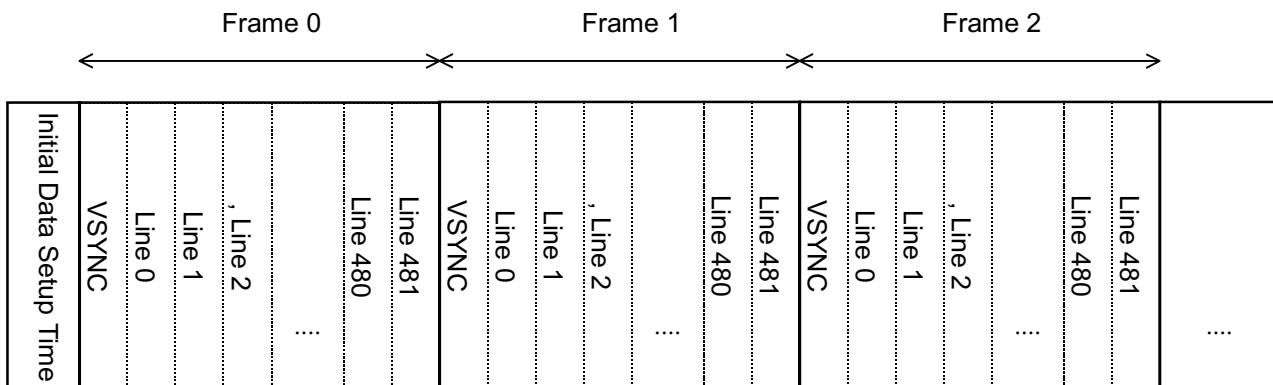 Frame 0
Frame 1
Frame 2
Initial Data Setup Time
VSYNC
Line 0
Line 1
, Line 2
....
Line 480
Line 481
VSYNC
Line 0
Line 1
, Line 2
....
Line 480
Line 481
VSYNC
Line 0
Line 1
, Line 2
....
Line 480
Line 481
....